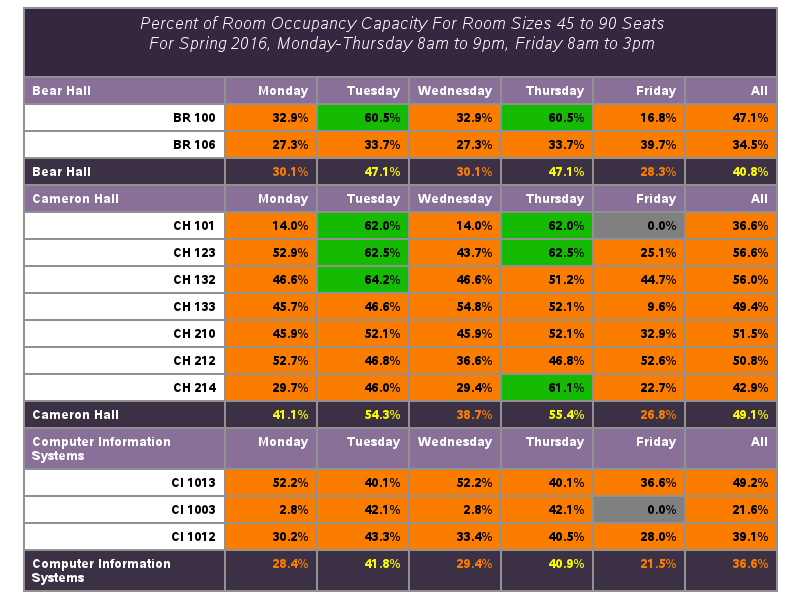 Percent of Room Occupancy Capacity For Room Sizes 45 to 90 Seats
For Spring 2016, Monday-Thursday 8am to 9pm, Friday 8am to 3pm
Bear Hall Monday Tuesday Wednesday Thursday Friday All
BR 100 32.9% 60.5% 32.9% 60.5% 16.8% 47.1%
BR 106 27.3% 33.7% 27.3% 33.7% 39.7% 34.5%
Bear Hall 30.1% 47.1% 30.1% 47.1% 28.3% 40.8%
Cameron Hall Monday Tuesday Wednesday Thursday Friday All
CH 101 14.0% 62.0% 14.0% 62.0% 0.0% 36.6%
CH 123 52.9% 62.5% 43.7% 62.5% 25.1% 56.6%
CH 132 46.6% 64.2% 46.6% 51.2% 44.7% 56.0%
CH 133 45.7% 46.6% 54.8% 52.1% 9.6% 49.4%
CH 210 45.9% 52.1% 45.9% 52.1% 32.9% 51.5%
CH 212 52.7% 46.8% 36.6% 46.8% 52.6% 50.8%
CH 214 29.7% 46.0% 29.4% 61.1% 22.7% 42.9%
Cameron Hall 41.1% 54.3% 38.7% 55.4% 26.8% 49.1%
Computer Information Monday Tuesday Wednesday Thursday Friday All
Systems
CI 1013 52.2% 40.1% 52.2% 40.1% 36.6% 49.2%
CI 1003 2.8% 42.1% 2.8% 42.1% 0.0% 21.6%
CI 1012 30.2% 43.3% 33.4% 40.5% 28.0% 39.1%
Computer Information 28.4% 41.8% 29.4% 40.9% 21.5% 36.6%
Systems